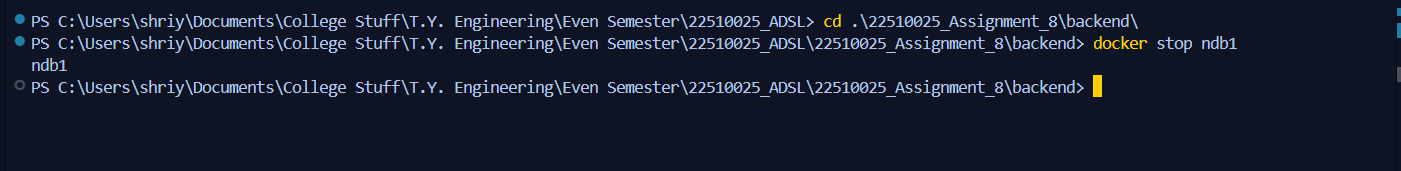 PS C:\Users\shriy\Documents\College Stuff\T.Y. Engineering\Even Semester\22510025_ADSL> cd .\22510025_Assignment_8\backend\
PS C:\Users\shriy\Documents\College Stuff\T.Y. Engineering\Even Semester\22510025_ADSL\22510025_Assignment_8\backend> docker stop ndb1
ndb1
PS C:\Users\shriy\Documents\College Stuff\T.Y. Engineering\Even Semester\22510025_ADSL\22510025_Assignment_8\backend>